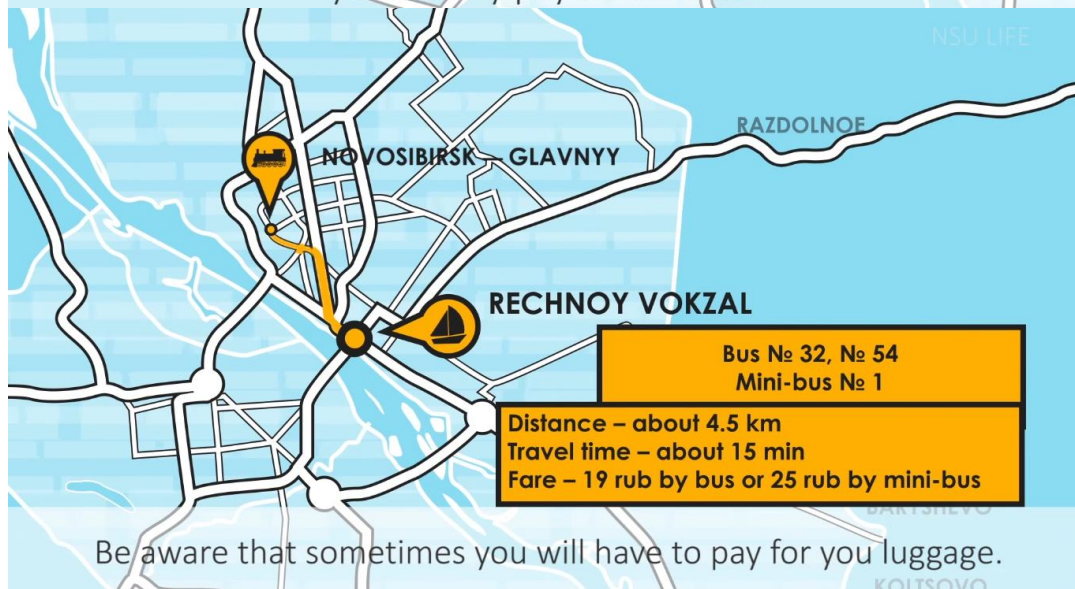 NSU LIFE
RAZDOLNOE
NOVOSIBIRSK – GLAVNYY
RECHNOY VOKZAL
Bus № 32, № 54
Mini-bus № 1
Distance – about 4.5 km
Travel time – about 15 min
Fare – 19 rub by bus or 25 rub by mini-bus
BARYSHEVO
Be aware that sometimes you will have to pay for you luggage.
KOLTSOVO